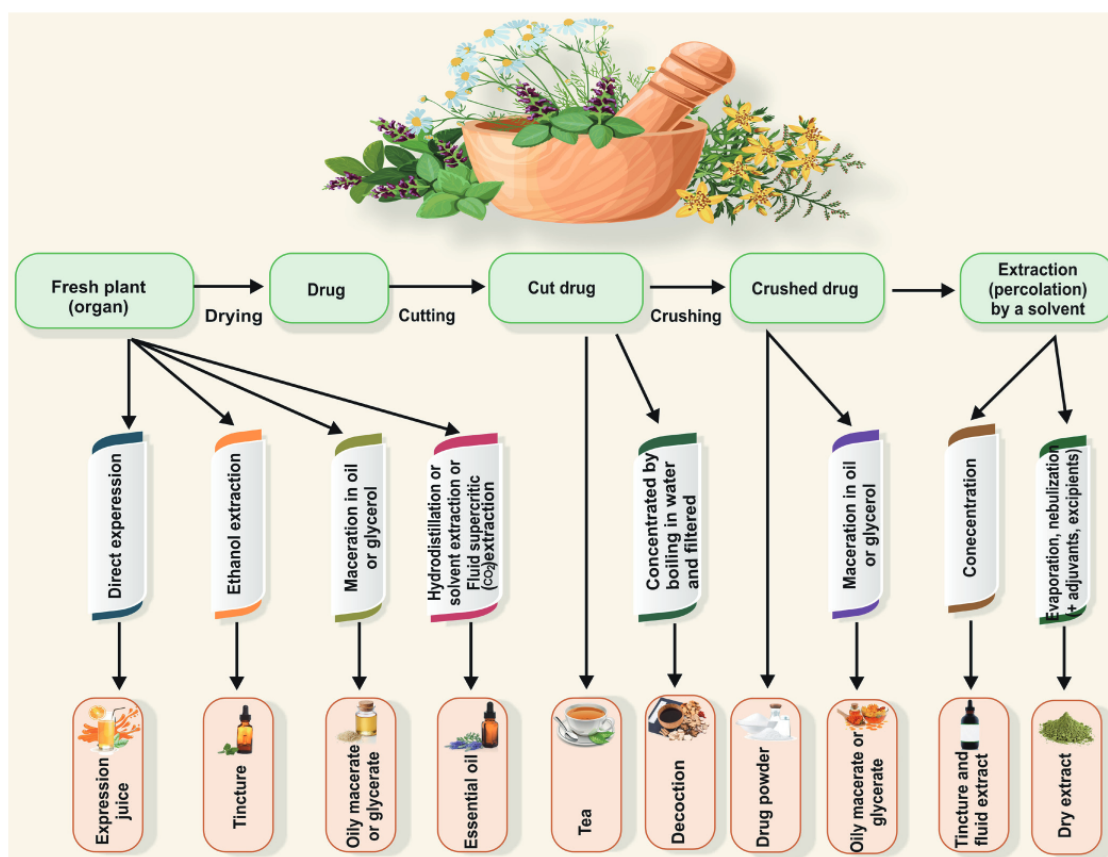 Fresh plant
(organ)
Drying
Drug
Cutting
Cut drug
Crushing
Crushed drug
Extraction
(percolation)
by a solvent
Direct experession
Ethanol extraction
Maceration in oil
or glycerol
Hydrodistillation or
solvent extraction or
Fluid supercritic
(CO2)extraction
Concentrated by
boiling in water
and filtered
Maceration in oil
or glycerol
Conecentration
Evaporation, nebulization
(+ adjuvants, excipients)
Expression
juice
Tincture
Oily macerate
or glycerate
Essential oil
Tea
Decoction
Drug powder
Oily macerate or
glycerate
Tincture and
fluid extract
Dry extract